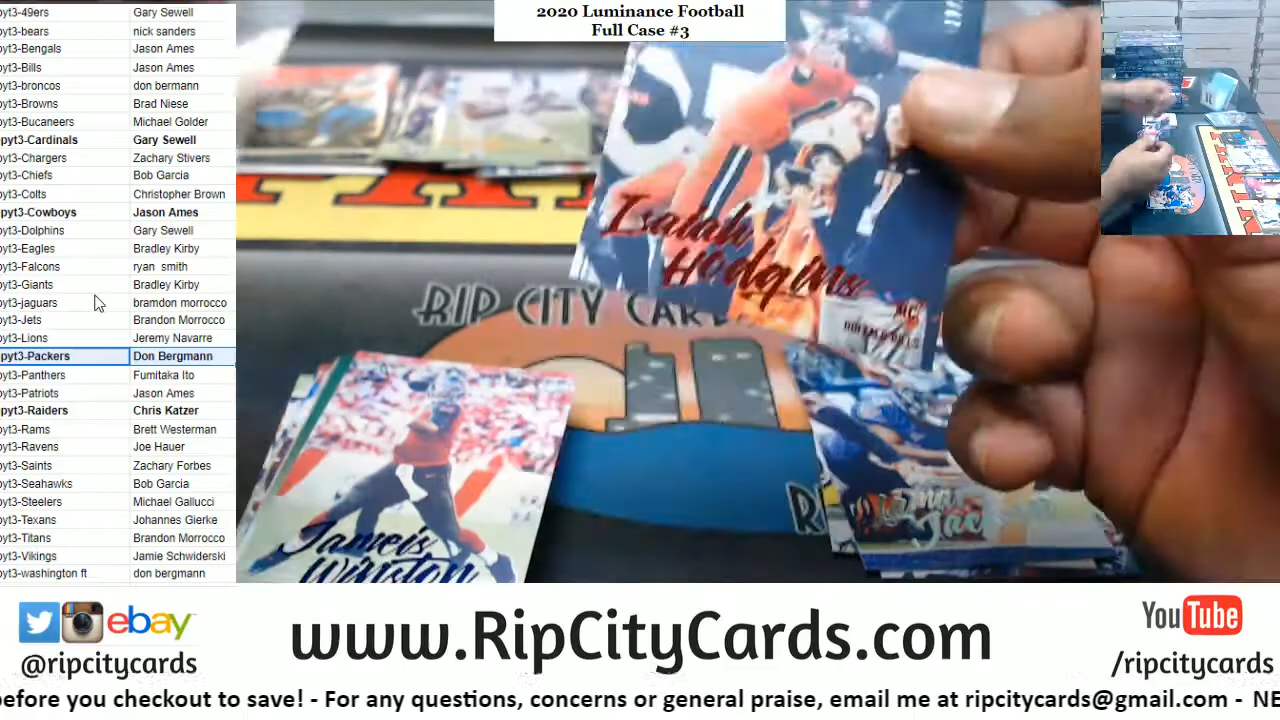 2020 Luminance Football
Full Case #3
pyt3-49ers Gary Sewell
pyt3-bears nick sanders
pyt3-Bengals Jason Ames
pyt3-Bills Jason Ames
pyt3-broncos don bermann
pyt3-Browns Brad Niese
pyt3-Bucaneers Michael Golder
pyt3-Cardinals Gary Sewell
pyt3-Chargers Zachary Stivers
pyt3-Chiefs Bob Garcia
pyt3-Colts Christopher Brown
pyt3-Cowboys Jason Ames
pyt3-Dolphins Gary Sewell
pyt3-Eagles Bradley Kirby
pyt3-Falcons ryan smith
pyt3-Giants Bradley Kirby
pyt3-jaguars bramdon morrocco
pyt3-Jets Brandon Morrocco
pyt3-Lions Jeremy Navarre
pyt3-Packers Don Bergmann
pyt3-Panthers Fumitaka Ito
pyt3-Patriots Jason Ames
pyt3-Raiders Chris Katzer
pyt3-Rams Brett Westerman
pyt3-Ravens Joe Hauer
pyt3-Saints Zachary Forbes
pyt3-Seahawks Bob Garcia
pyt3-Steelers Michael Gallucci
pyt3-Texans Johannes Gierke
pyt3-Titans Brandon Morrocco
pyt3-Vikings Jamie Schwiderski
pyt3-washington ft don bergmann
Isaiah
Hodgins
BUFFALO BILLS
RIP CITY CAR
Jameis
Winston
R
ebay
@ripcitycards
www.RipCityCards.com
YouTube
/ripcitycards
before you checkout to save! - For any questions, concerns or general praise, email me at ripcitycards@gmail.com - NE